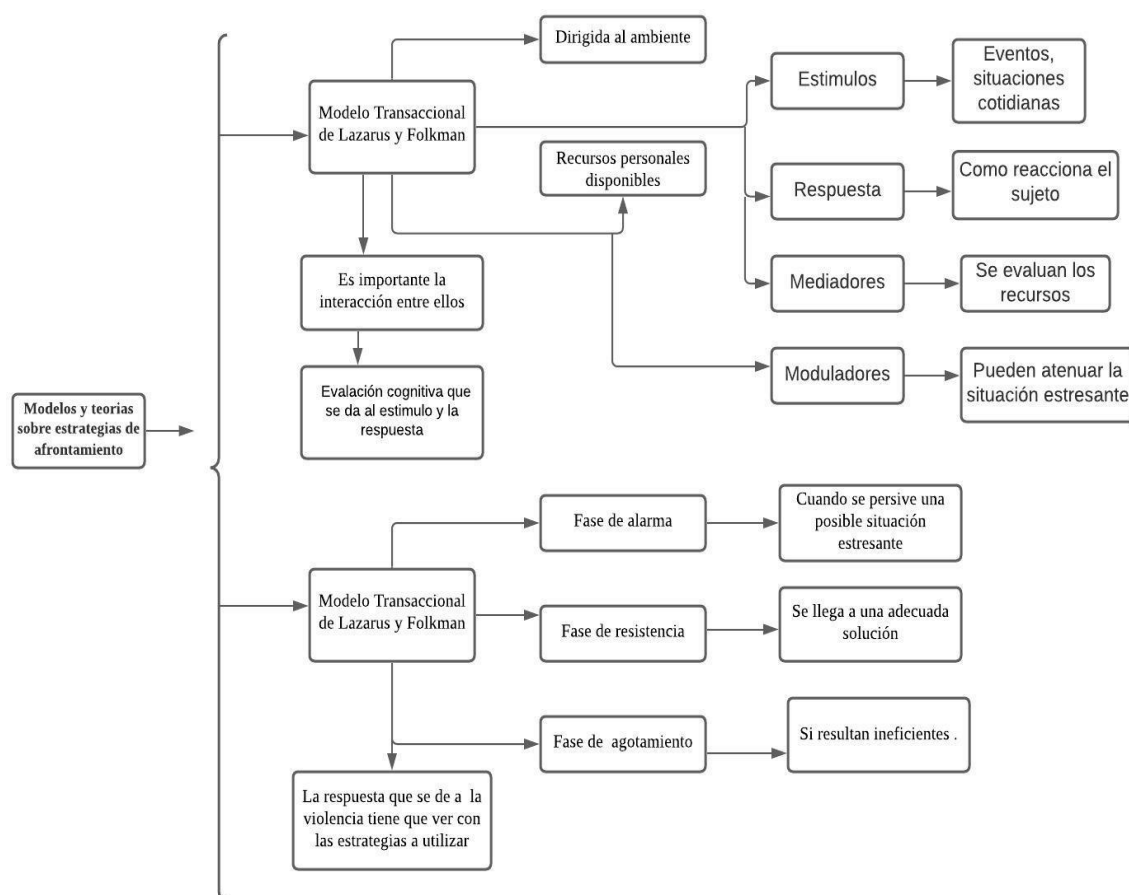 Modelos y teorias
sobre estrategias de
afrontamiento
Modelo Transaccional
de Lazarus y Folkman
Dirigida al ambiente
Recursos personales
disponibles
Es importante la
interacción entre ellos
Evalación cognitiva que
se da al estimulo y la
respuesta
Estimulos
Eventos,
situaciones
cotidianas
Respuesta
Como reacciona el
sujeto
Mediadores
Se evaluan los
recursos
Moduladores
Pueden atenuar la
situación estresante
Modelo Transaccional
de Lazarus y Folkman
Fase de alarma
Cuando se persive una
posible situación
estresante
Fase de resistencia
Se llega a una adecuada
solución
Fase de agotamiento
Si resultan ineficientes .
La respuesta que se de a la
violencia tiene que ver con
las estrategias a utilizar